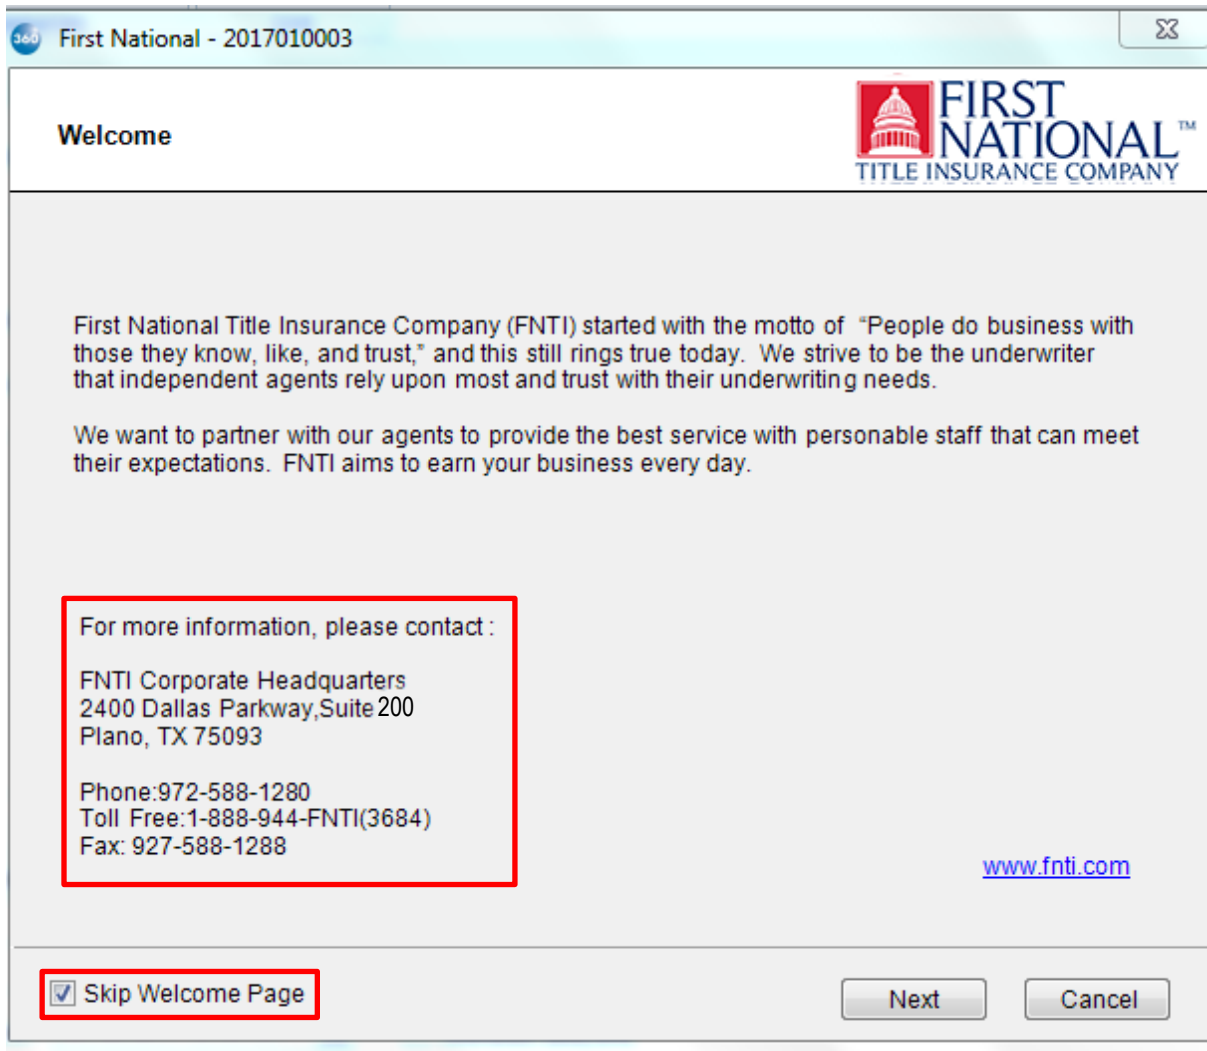 360 First National - 2017010003
Welcome
FIRST
NATIONAL™
TITLE INSURANCE COMPANY
First National Title Insurance Company (FNTI) started with the motto of “People do business with
those they know, like, and trust,” and this still rings true today. We strive to be the underwriter
that independent agents rely upon most and trust with their underwriting needs.
We want to partner with our agents to provide the best service with personable staff that can meet
their expectations. FNTI aims to earn your business every day.
For more information, please contact :
FNTI Corporate Headquarters
2400 Dallas Parkway,Suite 200
Plano, TX 75093
Phone:972-588-1280
Toll Free:1-888-944-FNTI(3684)
Fax: 927-588-1288
www.fnti.com
Skip Welcome Page
Next
Cancel